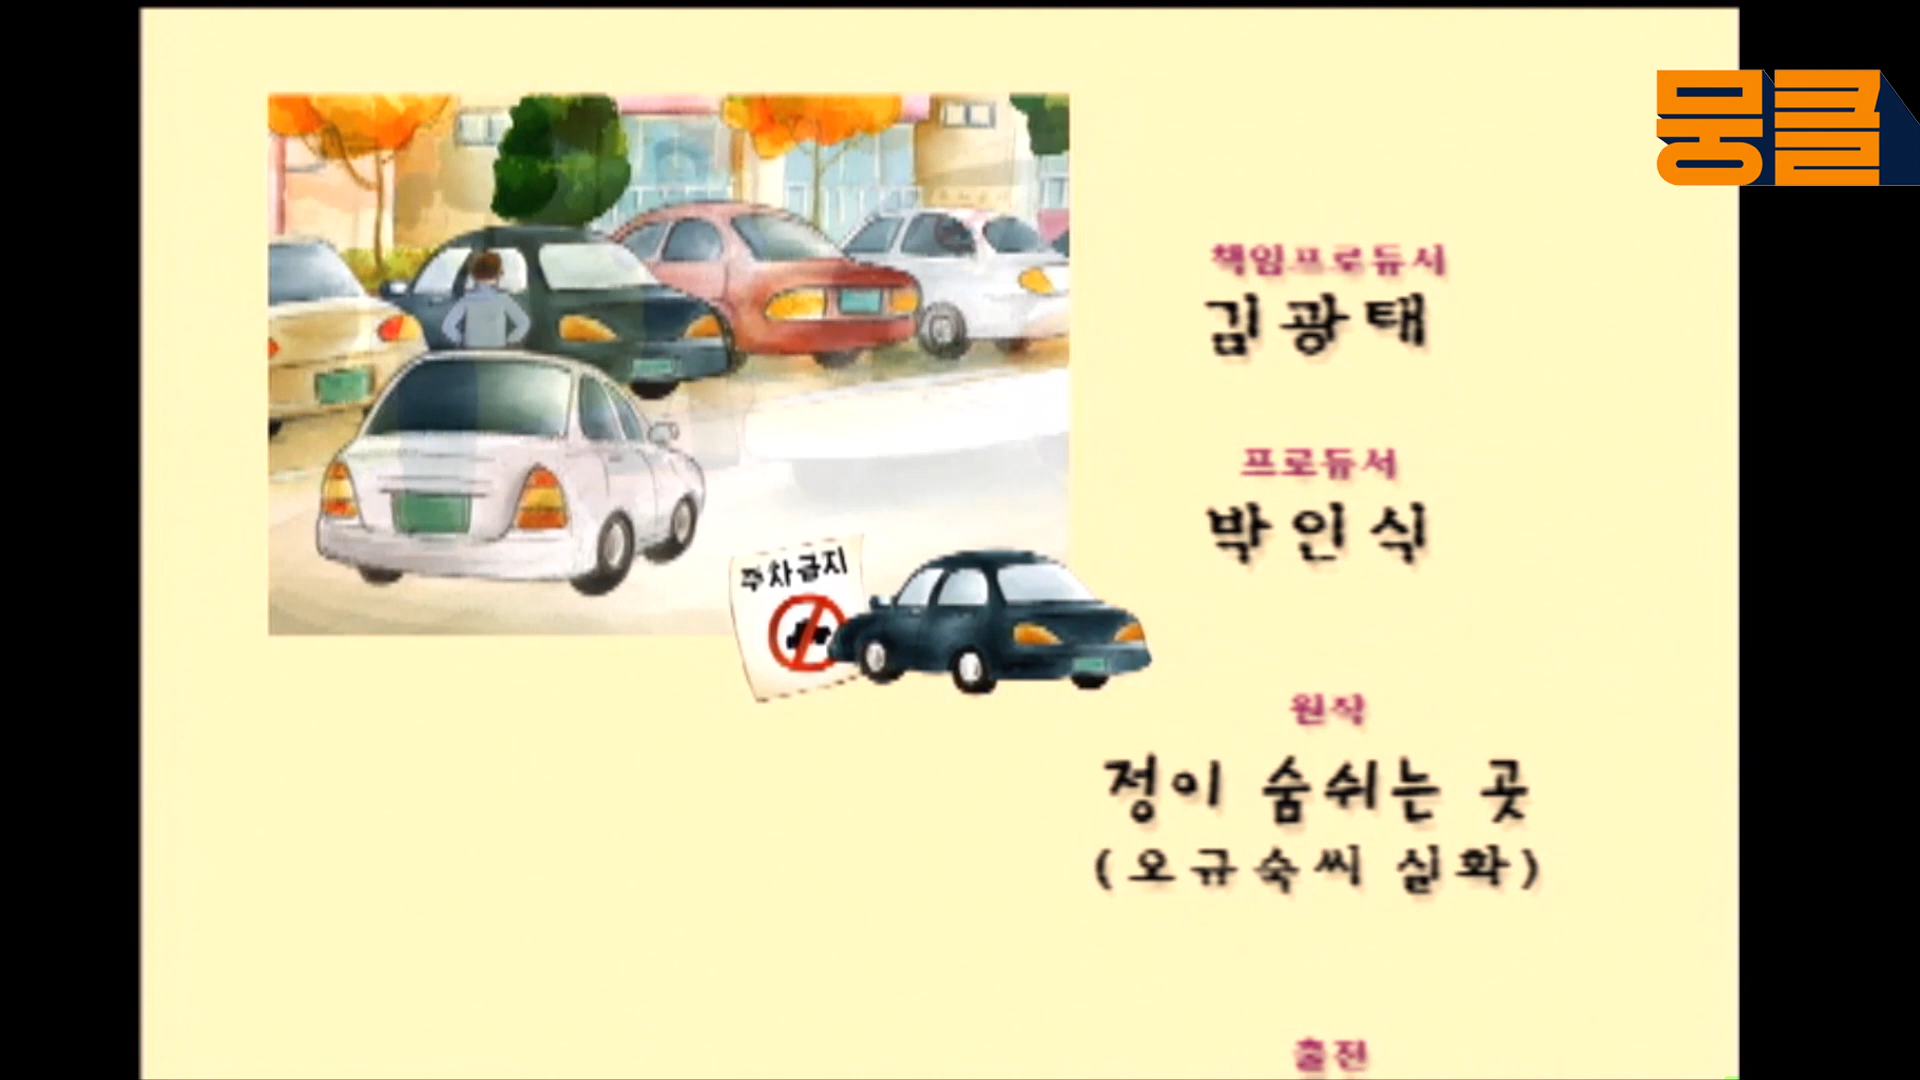 뭉클
책임프로듀서
김광태
프로듀서
박인식
주차금지
원작
정이 숨쉬는 곳
(오규숙씨 실화)
출전